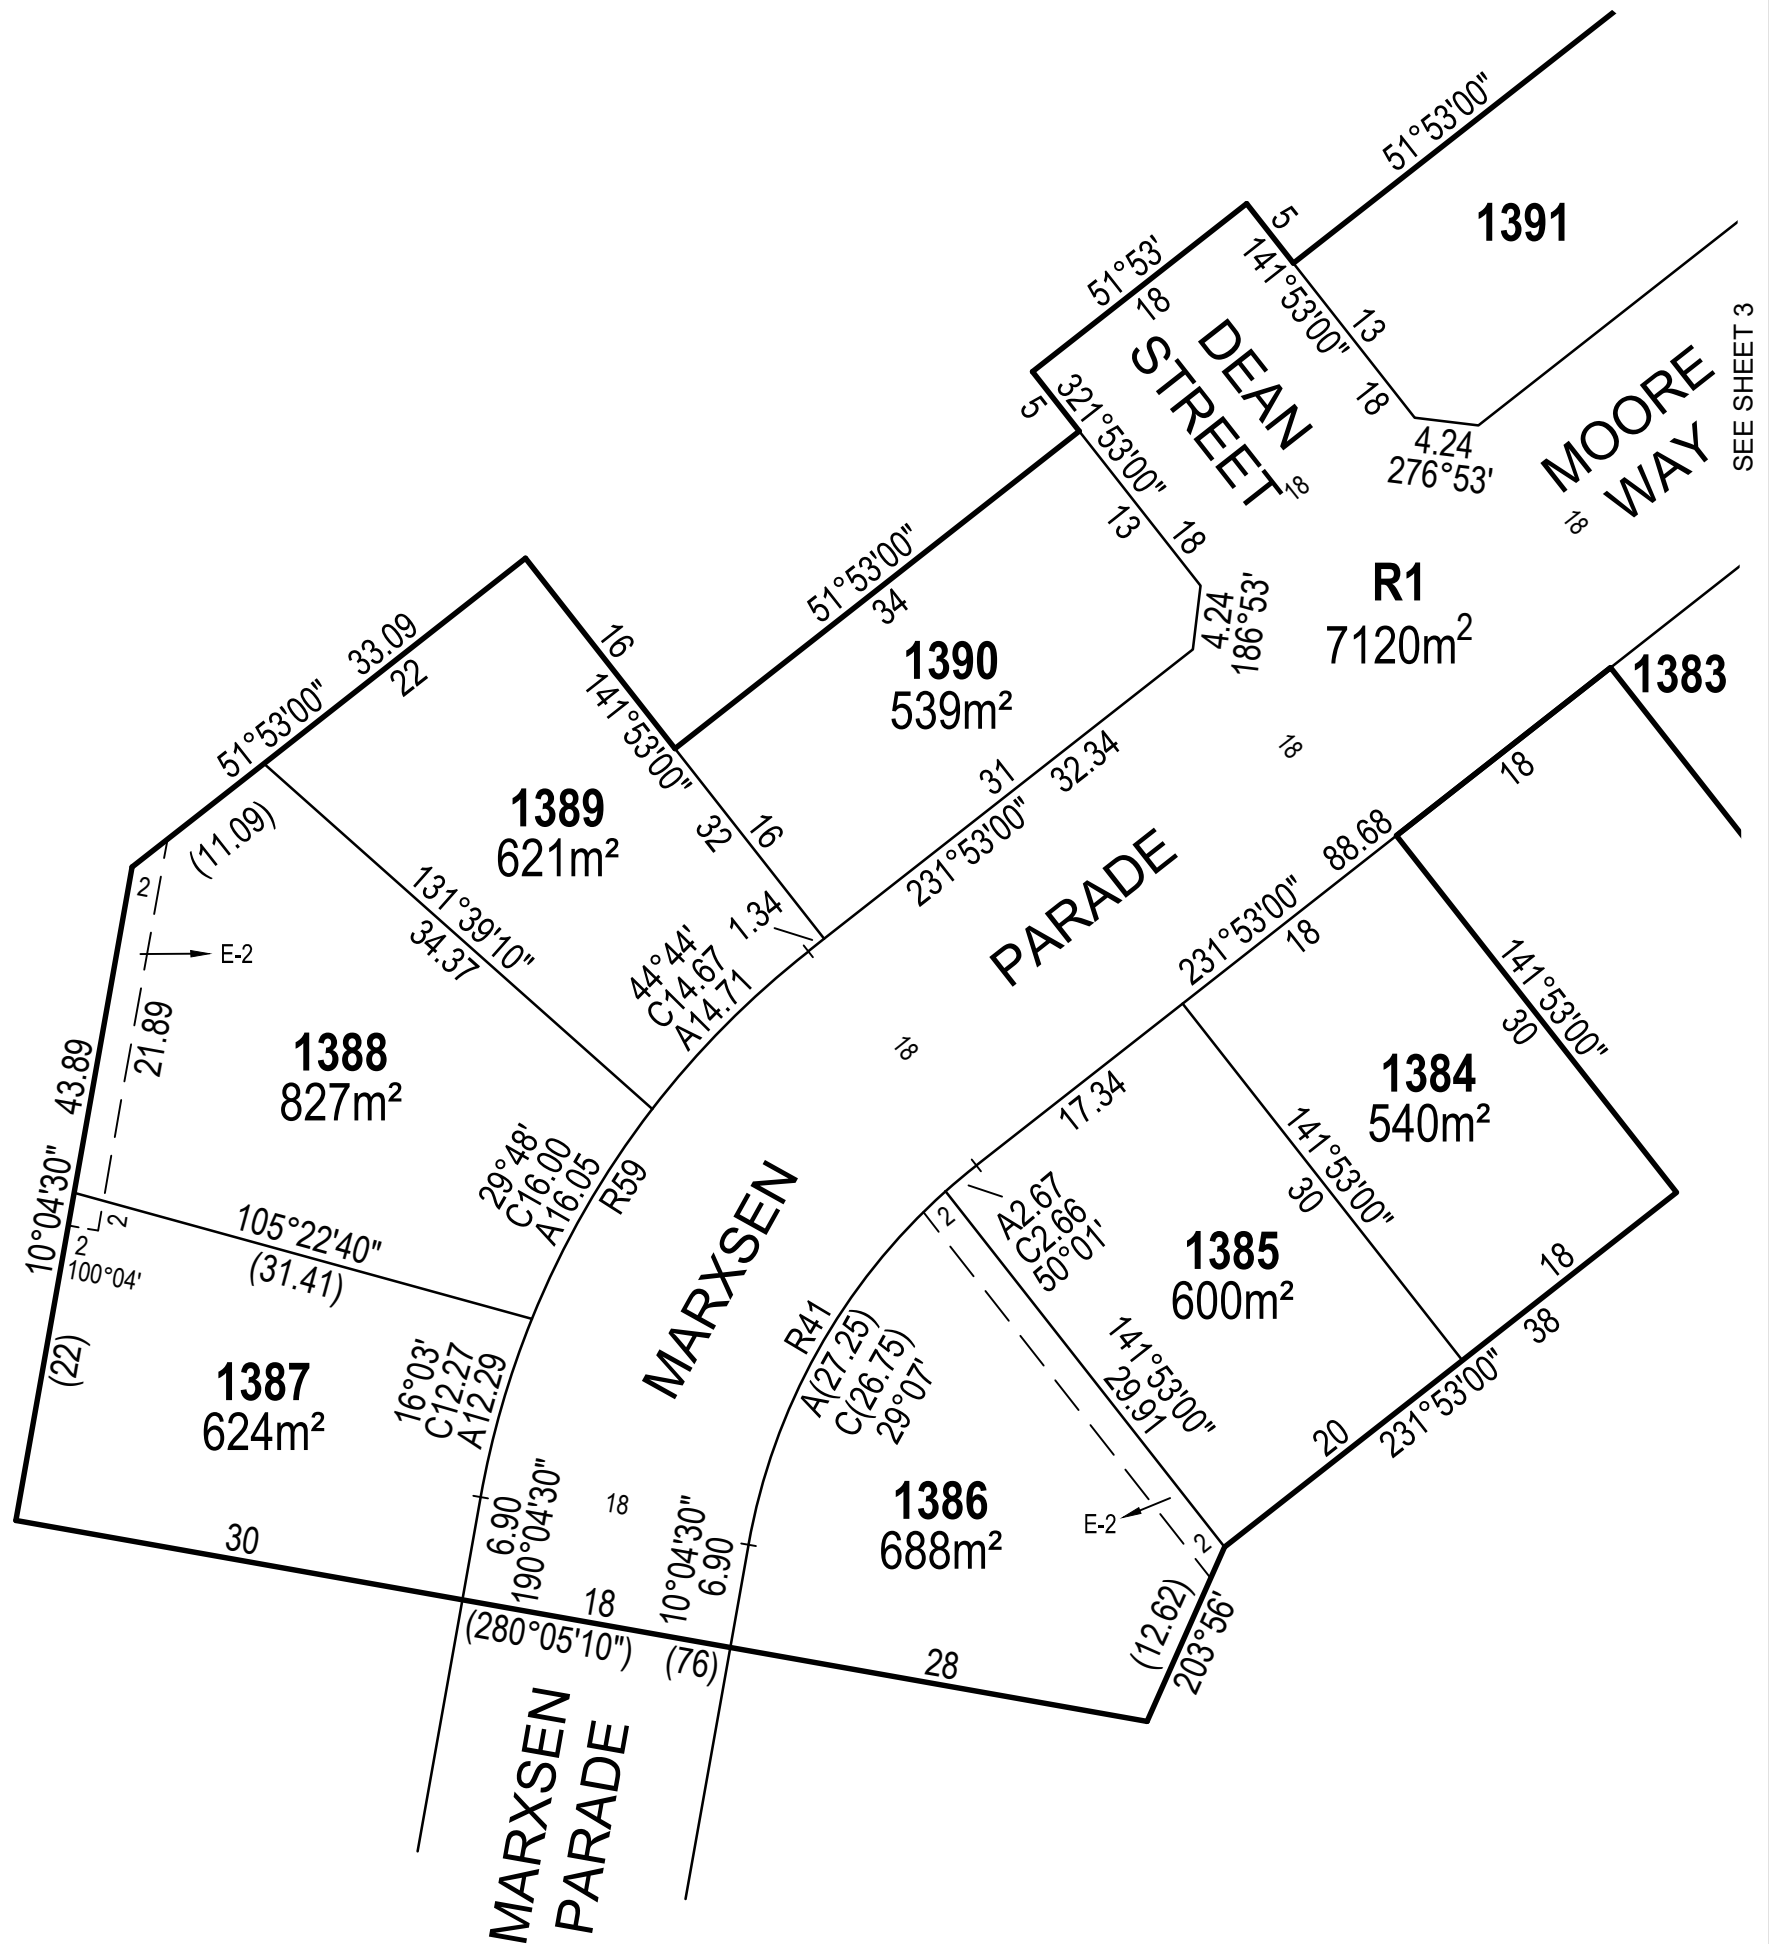 51°53'00"
5
1391
141°53'00"
13
18
51°53'
18
DEAN
STREET
18
SEE SHEET 3
MOORE
WAY
18
4.24
276°53'
5
321°53'00"
13
18
4.24
186°53'
R1
7120m²
1383
51°53'00"
34
1390
539m²
31
32.34
231°53'00"
18
18
88.68
33.09
22
51°53'00"
(11.09)
16
141°53'00"
16
32
1389
621m²
1.34
44°44'
C14.67
A14.71
131°39'10"
34.37
PARADE
231°53'00"
18
141°53'00"
30
2
E-2
21.89
43.89
1388
827m²
18
17.34
1384
540m²
29°48'
C16.00
A16.05
R59
141°53'00"
30
10°04'30"
105°22'40"
(31.41)
2
2
100°04'
(22)
MARXSEN
2
A2.67
C2.66
50°01'
1385
600m²
18
38
231°53'00"
20
R41
A(27.25)
C(26.75)
29°07'
141°53'00"
29.91
1387
624m²
16°03'
C12.27
A12.29
1386
688m²
E-2
2
30
6.90
190°04'30"
18
10°04'30"
6.90
18
(280°05'10")
(76)
28
(12.62)
203°56'
MARXSEN
PARADE